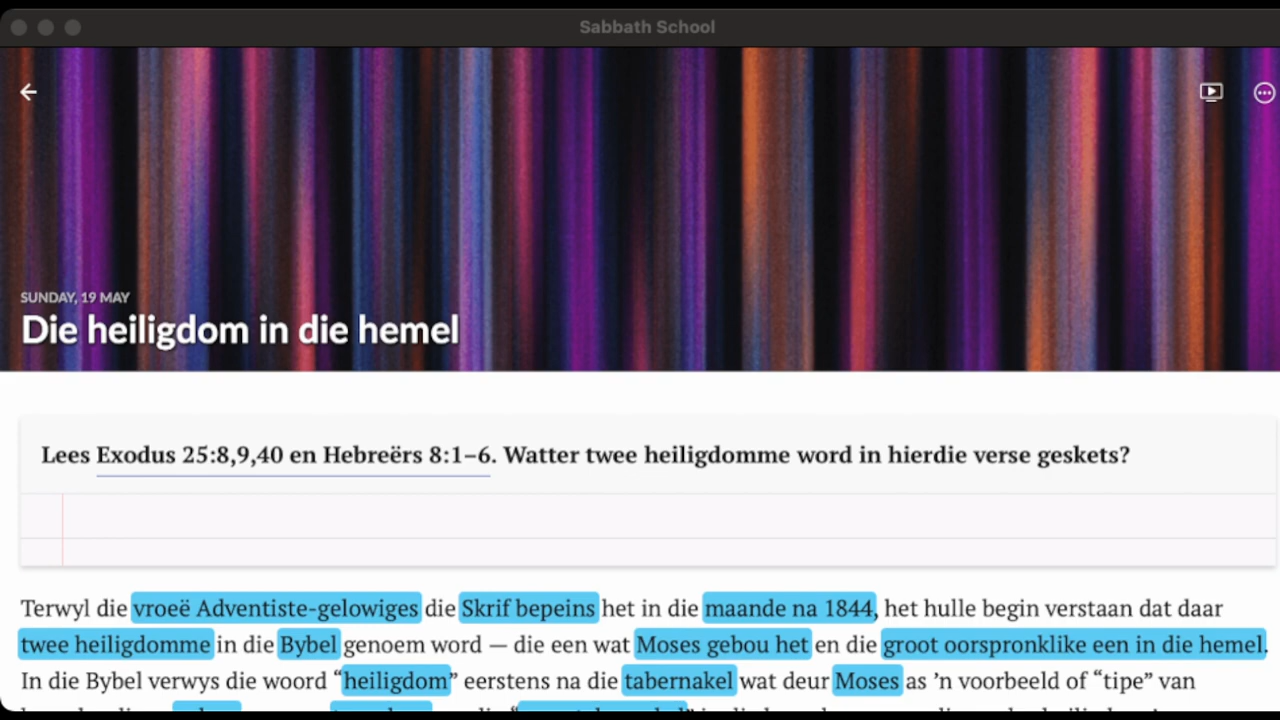 Sabbath School
SUNDAY, 19 MAY
Die heiligdom in die hemel
Lees Exodus 25:8,9,40 en Hebreërs 8:1–6. Watter twee heiligdomme word in hierdie verse geskets?
Terwyl die vroeë Adventiste-gelowiges die Skrif bepeins het in die maande na 1844, het hulle begin verstaan dat daar
twee heiligdomme in die Bybel genoem word — die een wat Moses gebou het en die groot oorspronklike een in die hemel.
In die Bybel verwys die woord “heiligdom” eerstens na die tabernakel wat deur Moses as ’n voorbeeld of “tipe” van